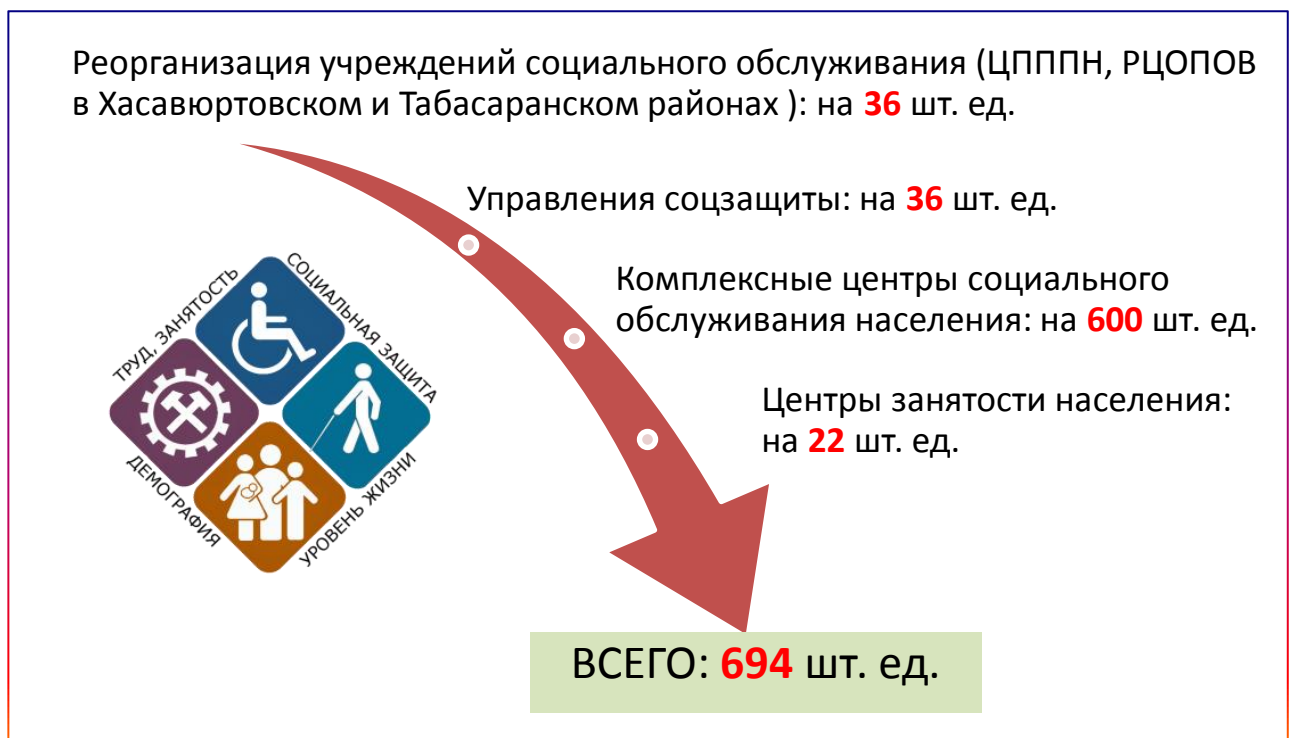 Реорганизация учреждений социального обслуживания (ЦПППН, РЦОПОВ
в Хасавюртовском и Табасаранском районах ): на 36 шт. ед.
Управления соцзащиты: на 36 шт. ед.
Комплексные центры социального
обслуживания населения: на 600 шт. ед.
Центры занятости населения:
на 22 шт. ед.
ТРУД, ЗАНЯТОСТЬ
СОЦИАЛЬНАЯ ЗАЩИТА
ДЕМОГРАФИЯ
УРОВЕНЬ ЖИЗНИ
ВСЕГО: 694 шт. ед.